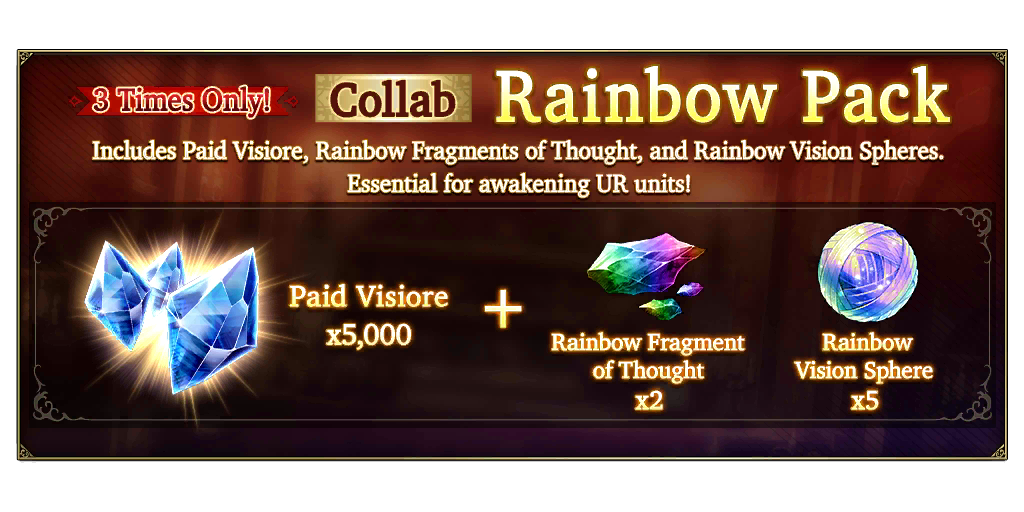 3 Times Only!
Collab
Rainbow Pack
Includes Paid Visiore, Rainbow Fragments of Thought, and Rainbow Vision Spheres.
Essential for awakening UR units!
Paid Visiore
x5,000
+
Rainbow Fragment
of Thought
x2
Rainbow
Vision Sphere
x5